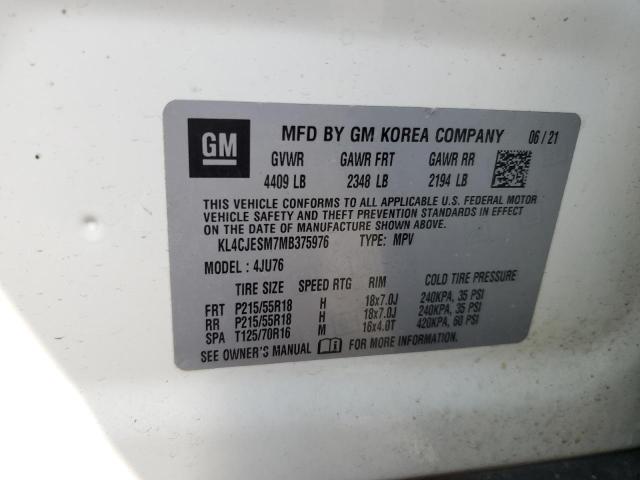 GM
MFD BY GM KOREA COMPANY 06/21
GVWR GAWR FRT GAWR RR
4409 LB 2348 LB 2194 LB
THIS VEHICLE CONFORMS TO ALL APPLICABLE U.S. FEDERAL MOTOR
VEHICLE SAFETY AND THEFT PREVENTION STANDARDS IN EFFECT
ON THE DATE OF MANUFACTURE SHOWN ABOVE.
KL4CJESM7MB375976 TYPE: MPV
MODEL: 4JU76
TIRE SIZE SPEED RTG RIM COLD TIRE PRESSURE
FRT P215/55R18 H 18x7.0J 240KPA, 35 PSI
RR P215/55R18 H 18x7.0J 240KPA, 35 PSI
SPA T125/70R16 M 16x4.0T 420KPA, 60 PSI
SEE OWNER'S MANUAL FOR MORE INFORMATION